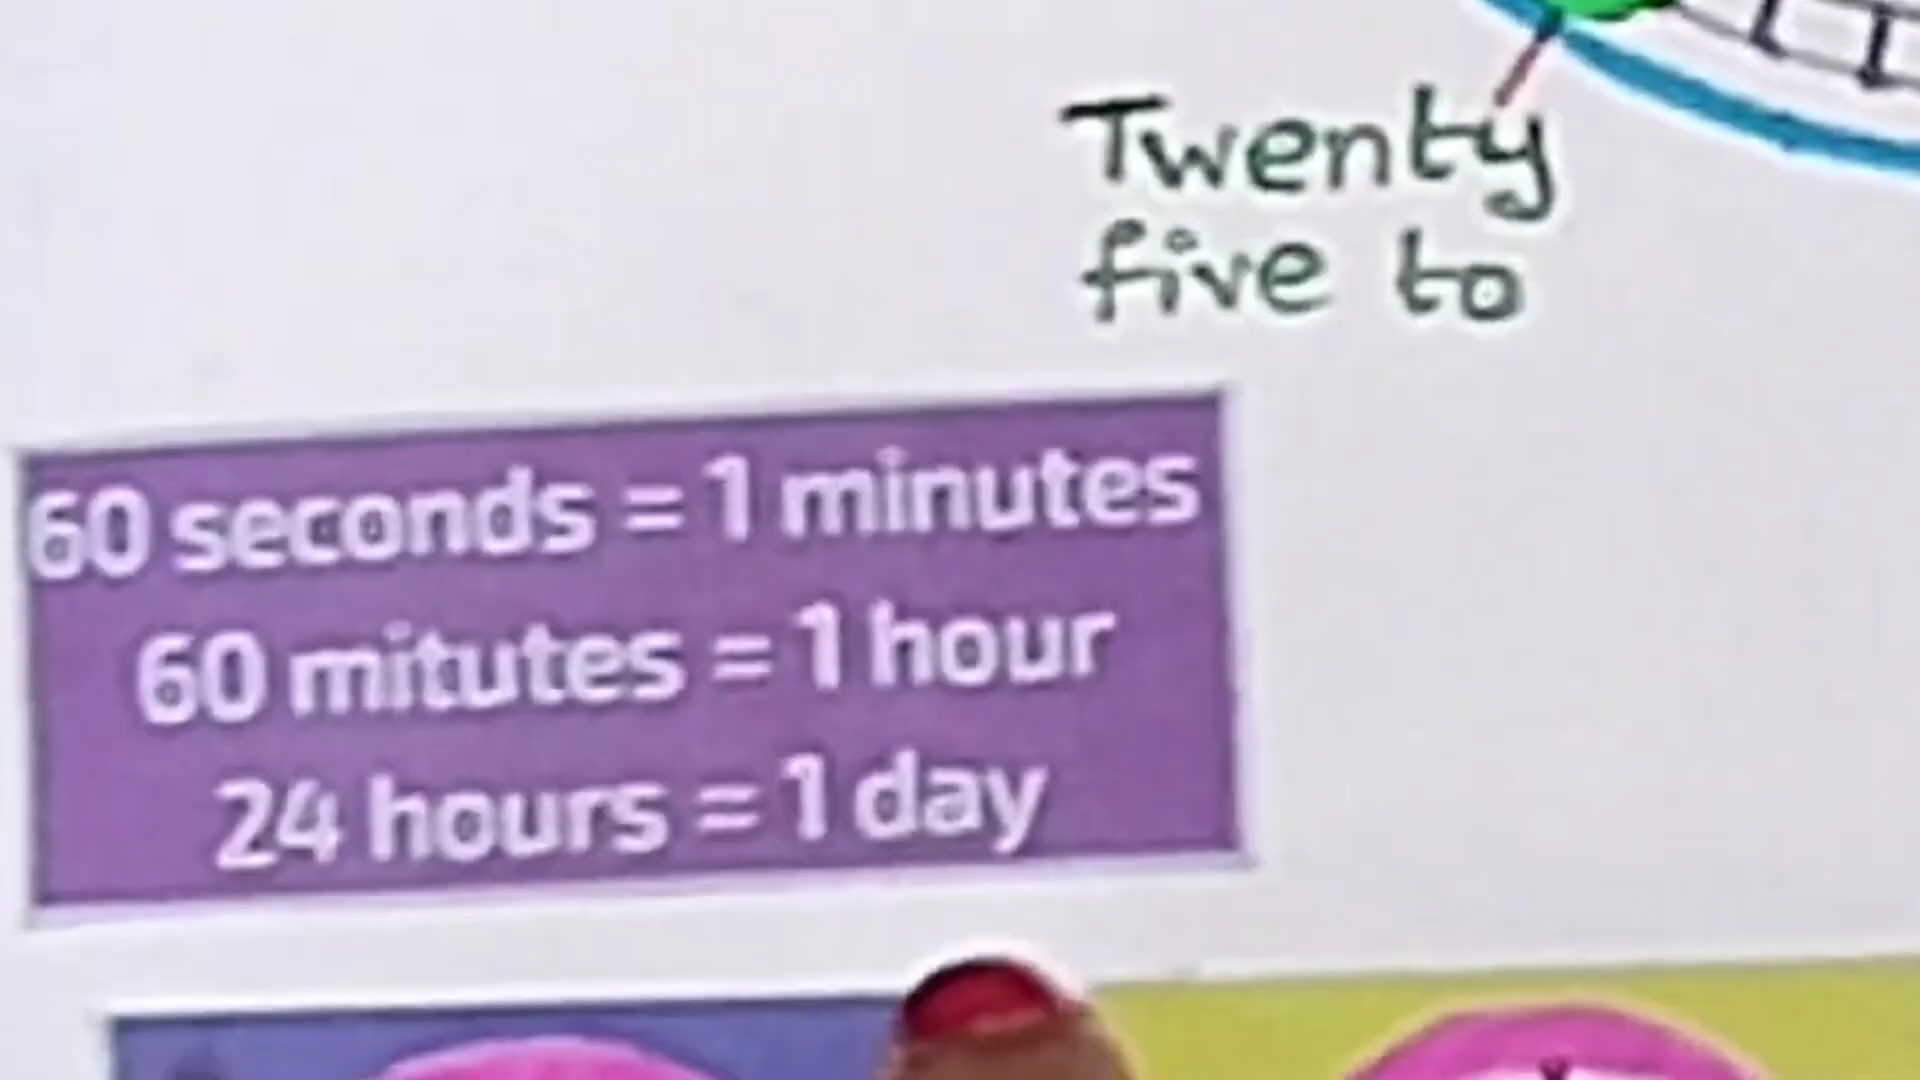 Twenty
five to
60 seconds = 1 minutes
60 mitutes = 1 hour
24 hours = 1 day